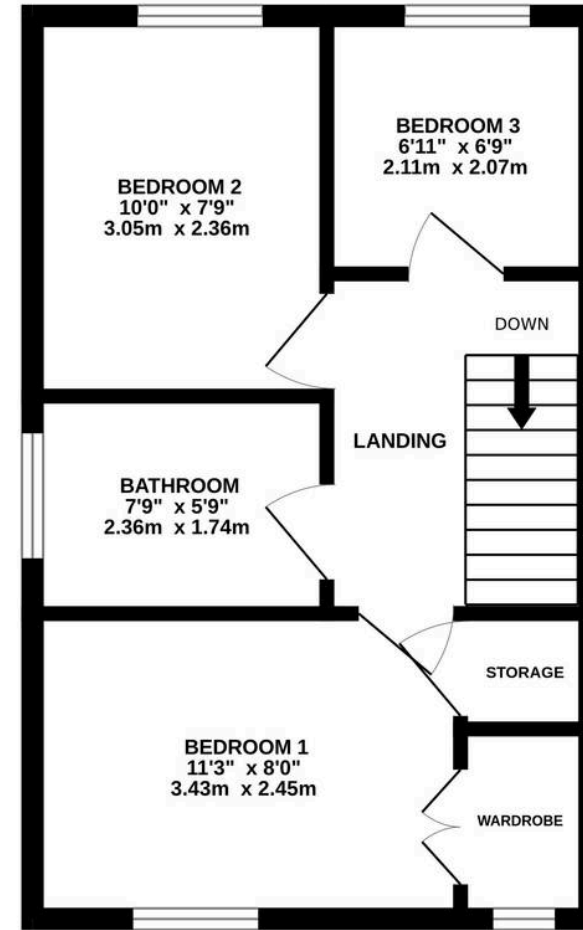 BEDROOM 3
6'11" x 6'9"
2.11m x 2.07m
BEDROOM 2
10'0" x 7'9"
3.05m x 2.36m
DOWN
LANDING
BATHROOM
7'9" x 5'9"
2.36m x 1.74m
STORAGE
BEDROOM 1
11'3" x 8'0"
3.43m x 2.45m
WARDROBE